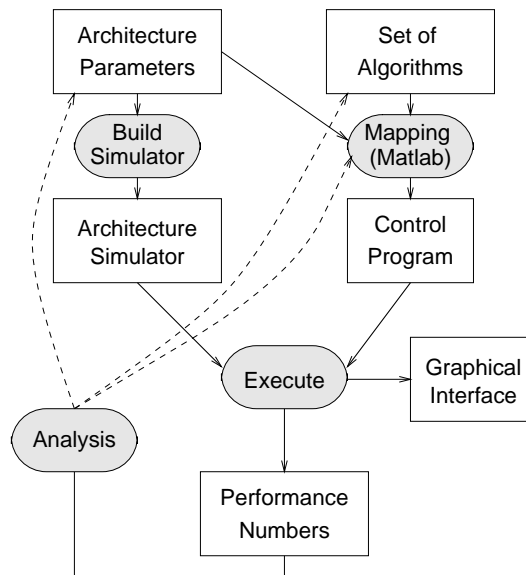 Architecture
Parameters
Set of
Algorithms
Build
Simulator
Mapping
(Matlab)
Architecture
Simulator
Control
Program
Execute
Graphical
Interface
Analysis
Performance
Numbers